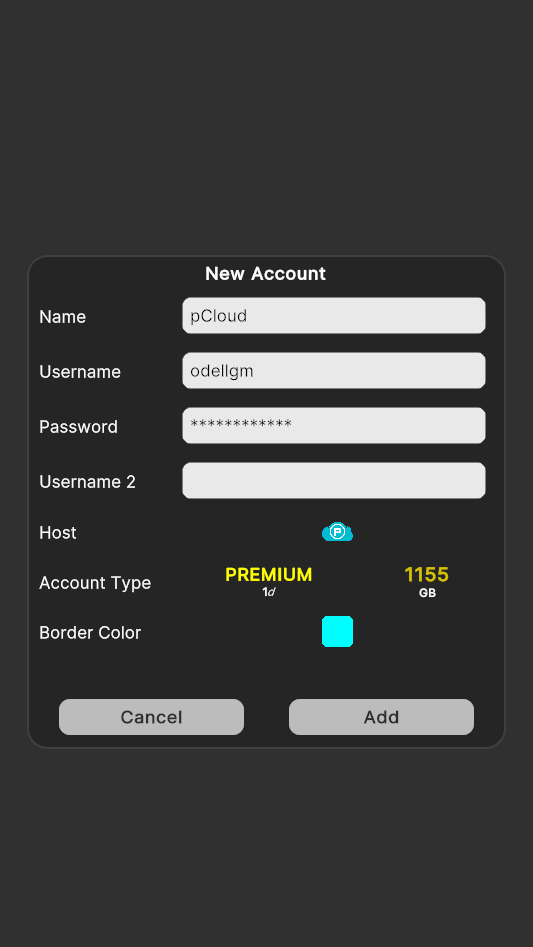 New Account
Name pCloud
Username odellgm
Password ************
Username 2
Host P
Account Type PREMIUM 1155
1d GB
Border Color
Cancel Add